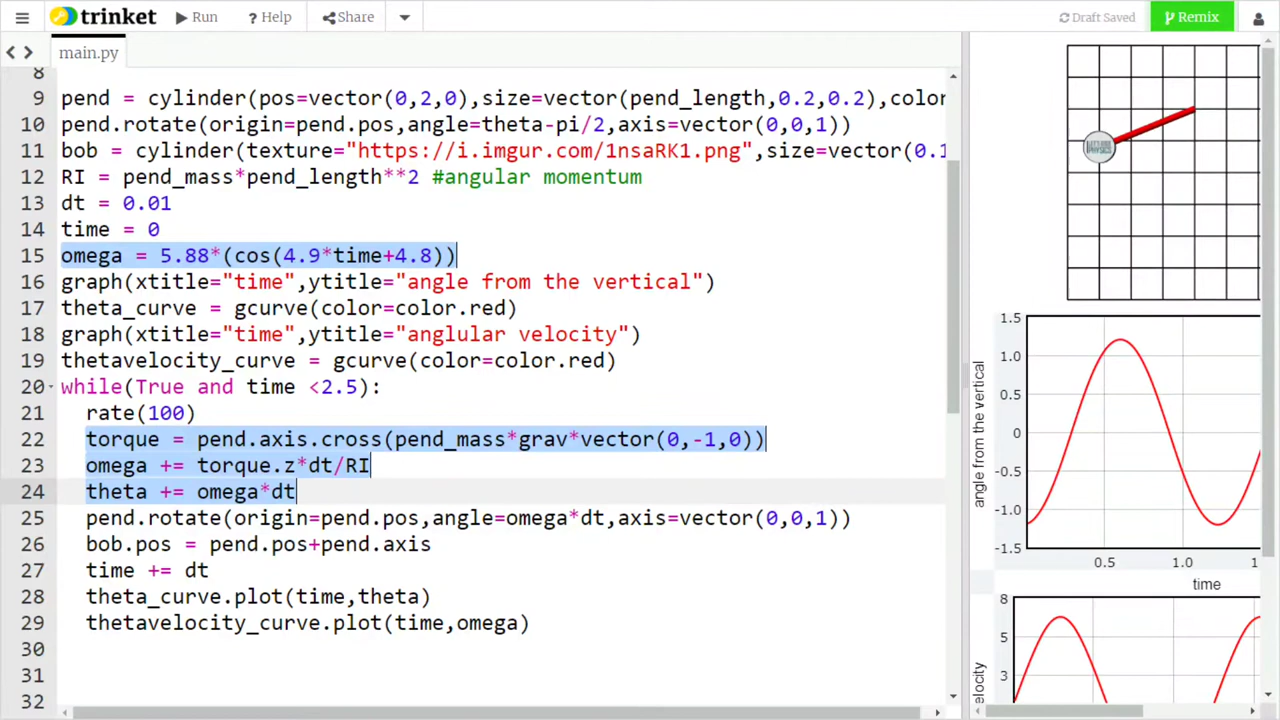 trinket
Run
? Help
Share
Draft Saved
Remix
main.py
8
9 pend = cylinder(pos=vector(0,2,0),size=vector(pend_length,0.2,0.2),color
10 pend.rotate(origin=pend.pos,angle=theta-pi/2,axis=vector(0,0,1))
11 bob = cylinder(texture="https://i.imgur.com/1nsaRK1.png",size=vector(0.1
12 RI = pend_mass*pend_length**2 #angular momentum
13 dt = 0.01
14 time = 0
15 omega = 5.88*(cos(4.9*time+4.8))
16 graph(xtitle="time",ytitle="angle from the vertical")
17 theta_curve = gcurve(color=color.red)
18 graph(xtitle="time",ytitle="anglular velocity")
19 thetavelocity_curve = gcurve(color=color.red)
20 while(True and time <2.5):
21 rate(100)
22 torque = pend.axis.cross(pend_mass*grav*vector(0,-1,0))
23 omega += torque.z*dt/RI
24 theta += omega*dt
25 pend.rotate(origin=pend.pos,angle=omega*dt,axis=vector(0,0,1))
26 bob.pos = pend.pos+pend.axis
27 time += dt
28 theta_curve.plot(time,theta)
29 thetavelocity_curve.plot(time,omega)
30
31
32
angle from the vertical
1.5
1.0
0.5
0
-0.5
-1.0
-1.5
0.5 1.0 1
time
elocity
8
5
3